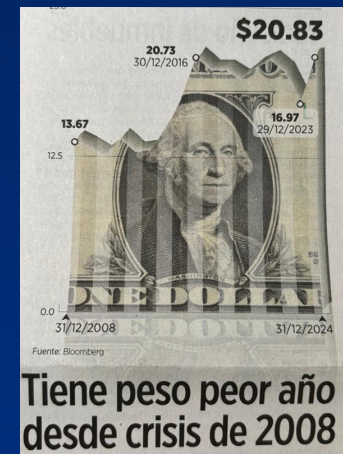 $20.83
20.73
30/12/2016
16.97
29/12/2023
13.67
12.5
WASHINGTON
ONE DOLLAR
0.0
31/12/2008
31/12/2024
Fuente: Bloomberg
Tiene peso peor año
desde crisis de 2008